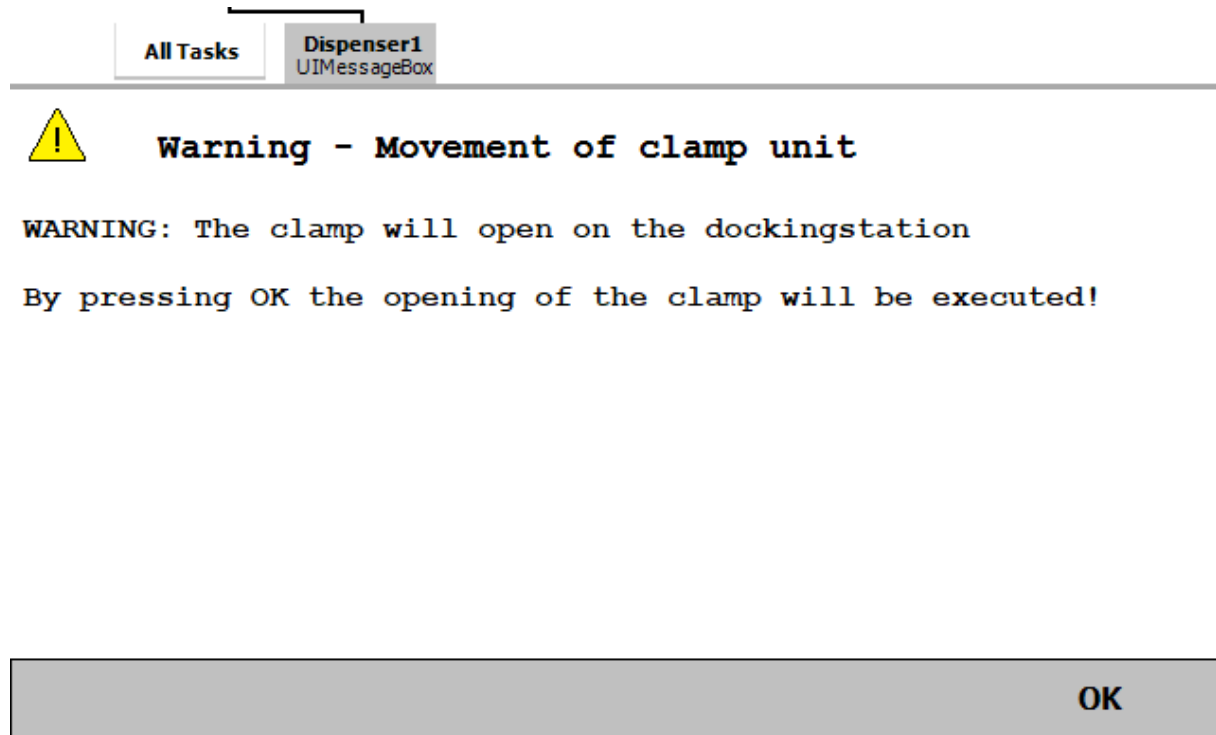 All Tasks
Dispenser1
UIMessageBox
!
Warning - Movement of clamp unit
WARNING: The clamp will open on the dockingstation
By pressing OK the opening of the clamp will be executed!
OK